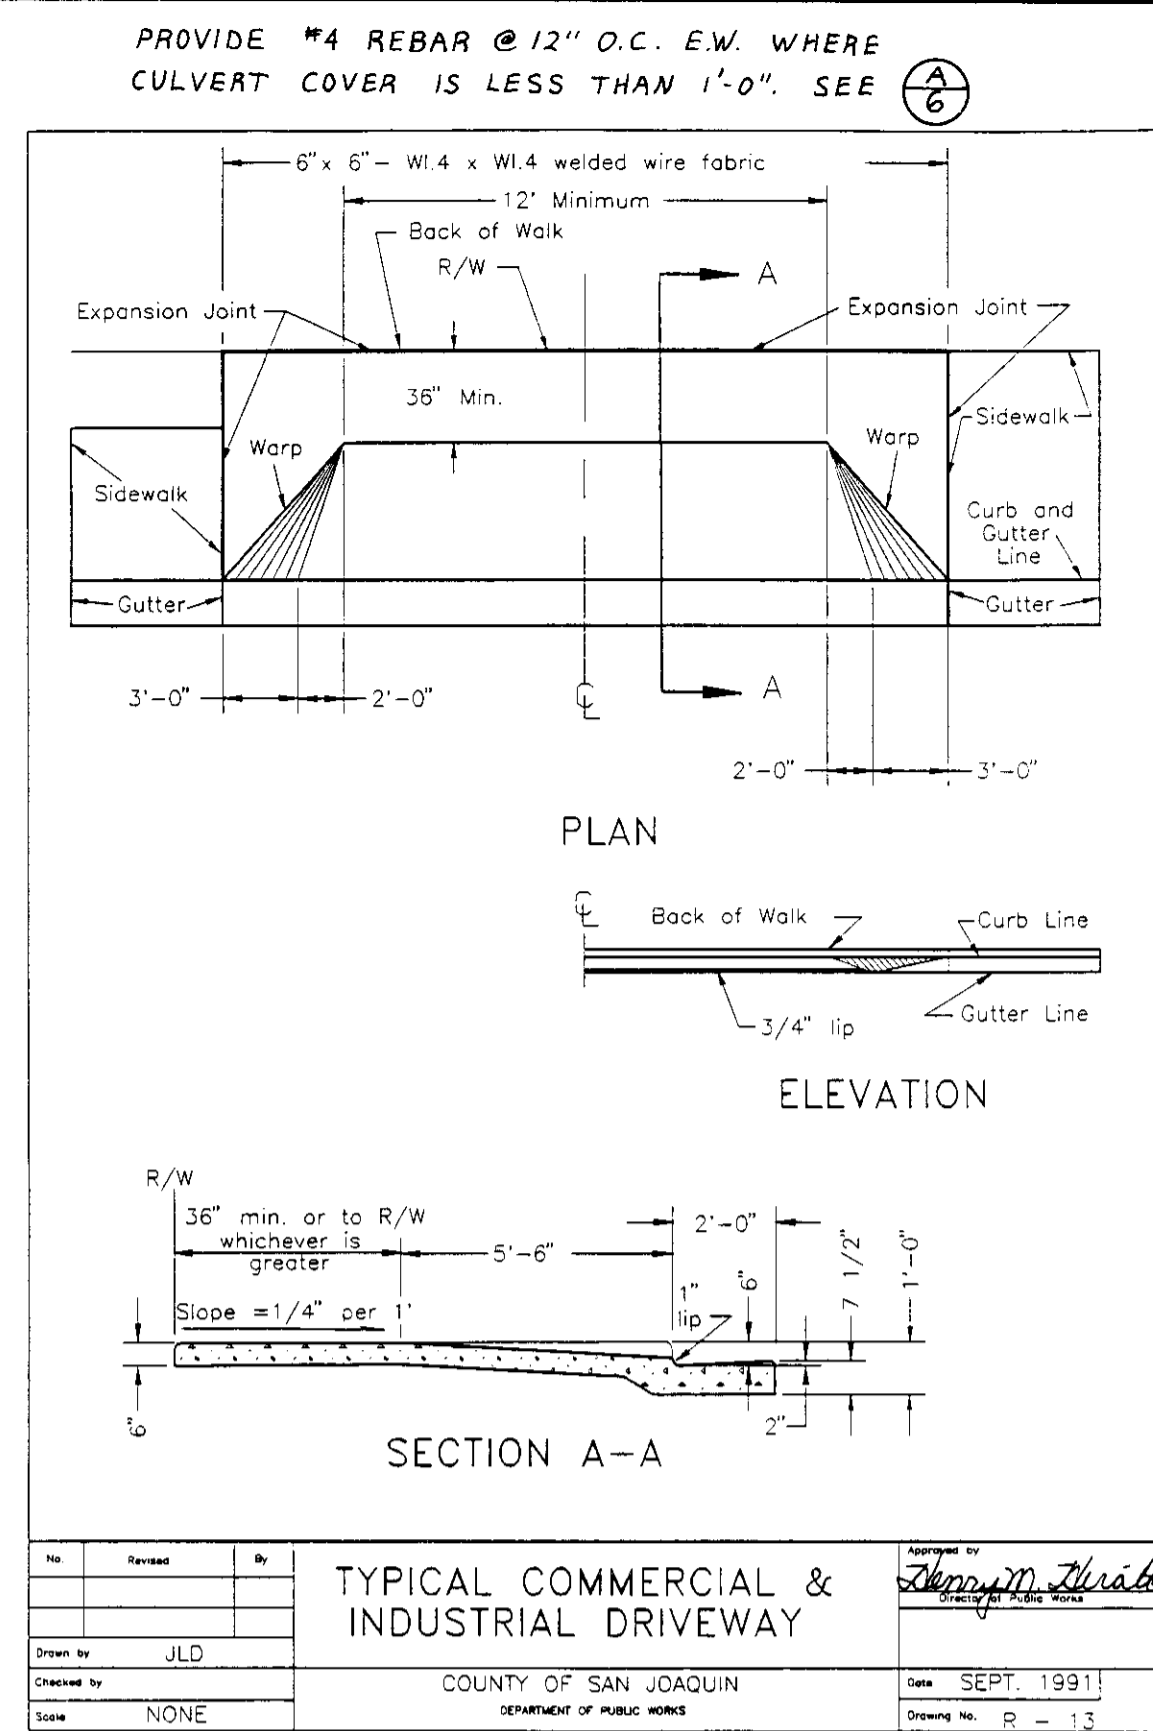 PROVIDE #4 REBAR @ 12" O.C. E.W. WHERE
CULVERT COVER IS LESS THAN 1'-0". SEE A
6
6" x 6" - W1.4 x W1.4 welded wire fabric
12' Minimum
Back of Walk
R/W
A
Expansion Joint
Expansion Joint
36" Min.
Sidewalk
Warp
Warp
Sidewalk
Curb and
Gutter
Line
Gutter
Gutter
3'-0"
2'-0"
℄
A
2'-0"
3'-0"
PLAN
℄
Back of Walk
Curb Line
3/4" lip
Gutter Line
ELEVATION
R/W
36" min. or to R/W
whichever is
greater
5'-6"
2'-0"
1"
lip
6"
7 1/2"
1'-0"
Slope =1/4" per 1'
6"
2"
SECTION A-A
No. Revised By
Drawn by JLD
Checked by
Scale NONE
TYPICAL COMMERCIAL &
INDUSTRIAL DRIVEWAY
COUNTY OF SAN JOAQUIN
DEPARTMENT OF PUBLIC WORKS
Approved by
Henry M.
Director of Public Works
Date SEPT. 1991
Drawing No. R - 13